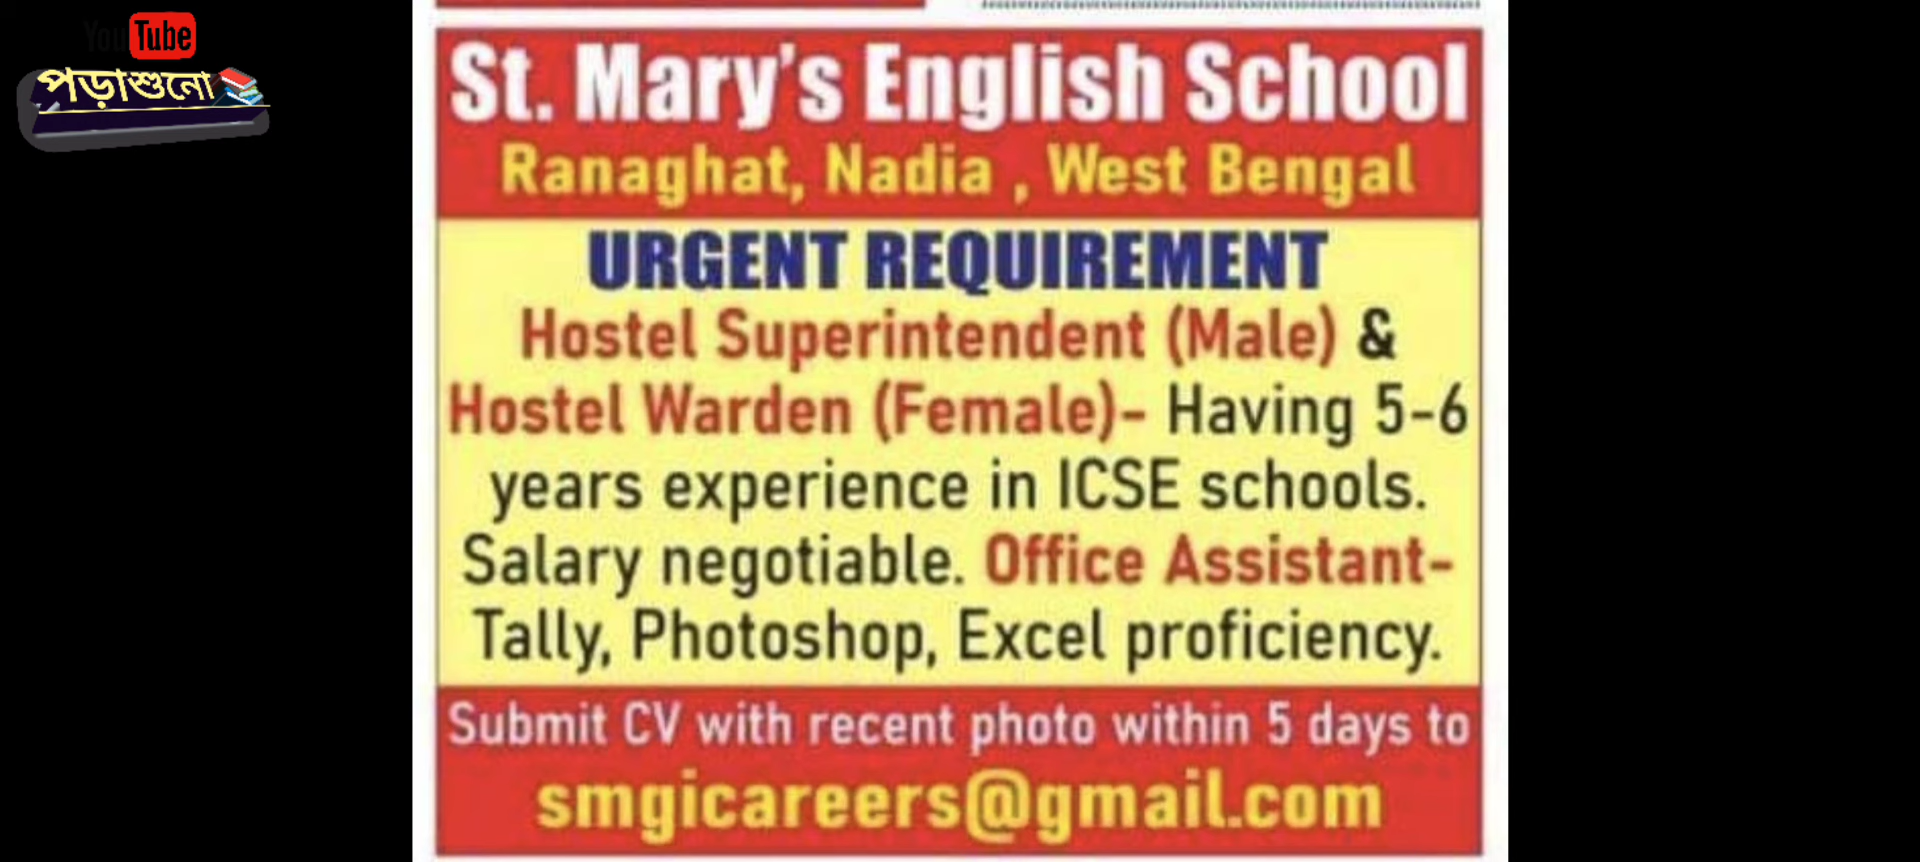 YouTube
পড়াশুনো
St. Mary's English School
Ranaghat, Nadia , West Bengal
URGENT REQUIREMENT
Hostel Superintendent (Male) &
Hostel Warden (Female)- Having 5-6
years experience in ICSE schools.
Salary negotiable. Office Assistant-
Tally, Photoshop, Excel proficiency.
Submit CV with recent photo within 5 days to
smgicareers@gmail.com